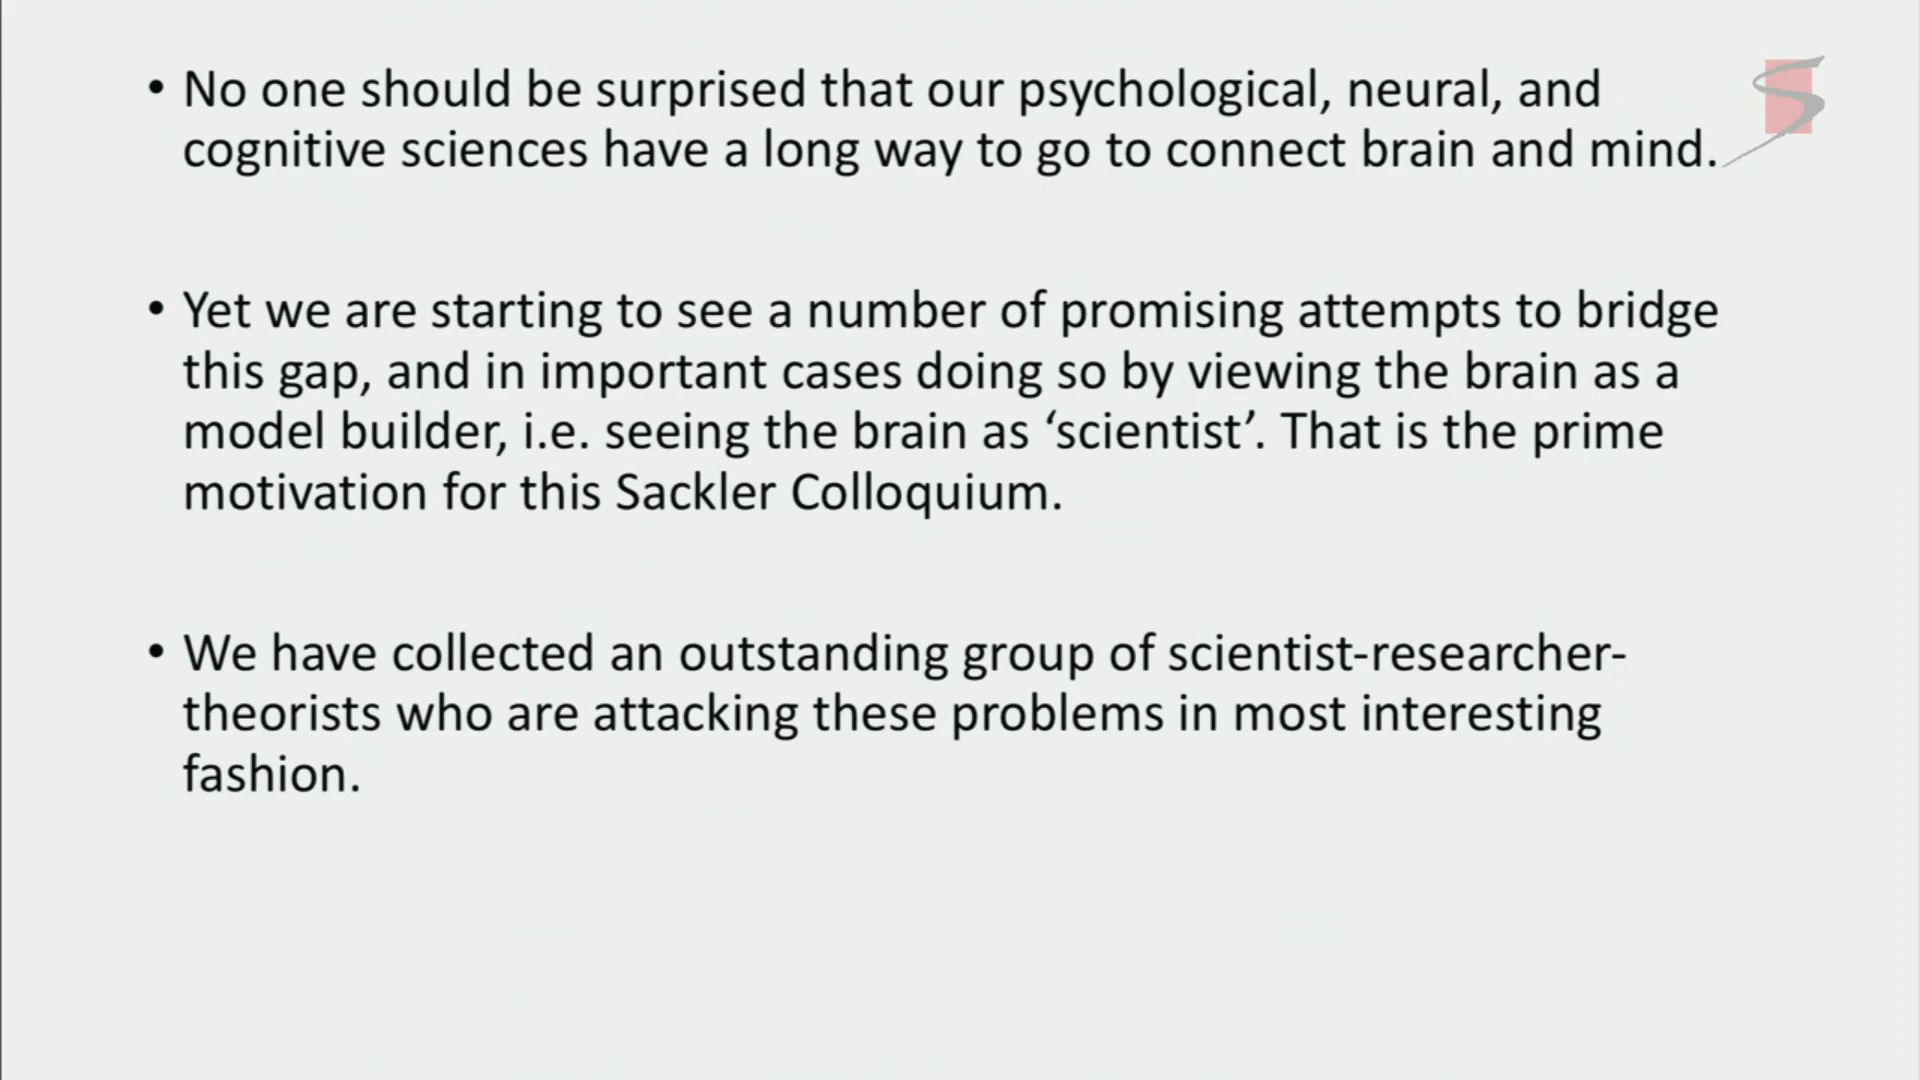 • No one should be surprised that our psychological, neural, and
cognitive sciences have a long way to go to connect brain and mind.
• Yet we are starting to see a number of promising attempts to bridge
this gap, and in important cases doing so by viewing the brain as a
model builder, i.e. seeing the brain as ‘scientist’. That is the prime
motivation for this Sackler Colloquium.
• We have collected an outstanding group of scientist-researcher-
theorists who are attacking these problems in most interesting
fashion.
S